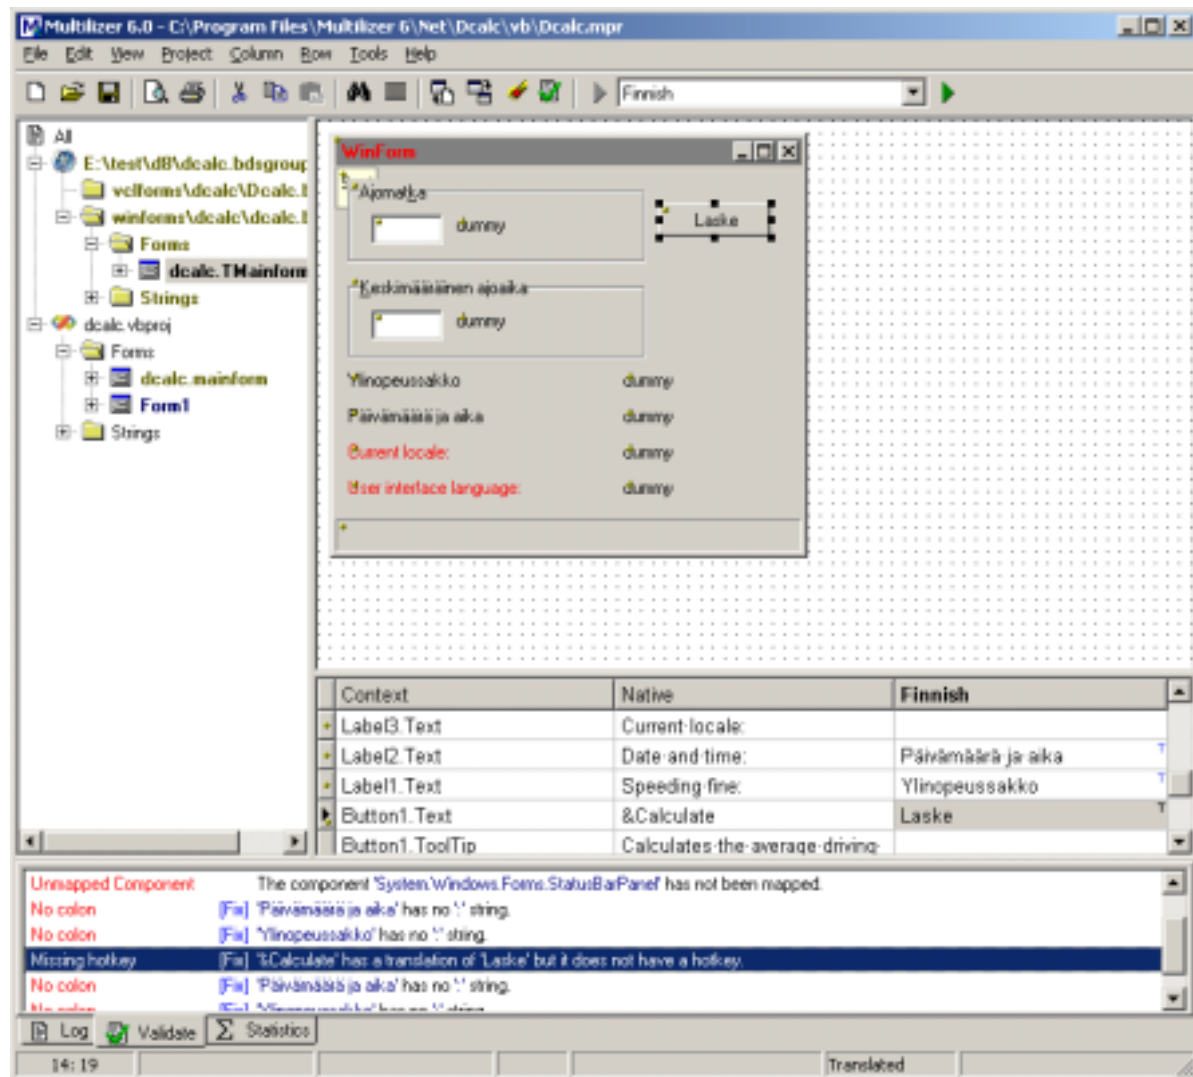 Multilizer 6.0 - C:\Program Files\Multilizer 6\Net\Dcalc\vb\Dcalc.mpr
File Edit View Project Column Row Tools Help
Finnish
All
E:\test\d8\dcalc.bdsgroup
vclforms\dcalc\Dcalc.b
winforms\dcalc\dcalc.b
Forms
dcalc.TMainform
Strings
dcalc.vbproj
Forms
dcalc.mainform
Form1
Strings
WinForm
Ajomatka
dummy
Laske
Keskimääräinen ajoaika
dummy
Ylinopeussakko dummy
Päivämäärä ja aika dummy
Current locale: dummy
User interface language: dummy
Context Native Finnish
Label3.Text Current·locale:
Label2.Text Date·and·time: Päivämäärä·ja·aika T
Label1.Text Speeding·fine: Ylinopeussakko T
Button1.Text &Calculate Laske T
Button1.ToolTip Calculates·the·average·driving·
Unmapped Component The component 'System.Windows.Forms.StatusBarPanel' has not been mapped.
No colon [Fix] 'Päivämäärä ja aika' has no ':' string.
No colon [Fix] 'Ylinopeussakko' has no ':' string.
Missing hotkey [Fix] '&Calculate' has a translation of 'Laske' but it does not have a hotkey.
No colon [Fix] 'Päivämäärä ja aika' has no ':' string.
No colon [Fix] 'Ylinopeussakko' has no ':' string.
Log Validate Σ Statistics
14: 19 Translated